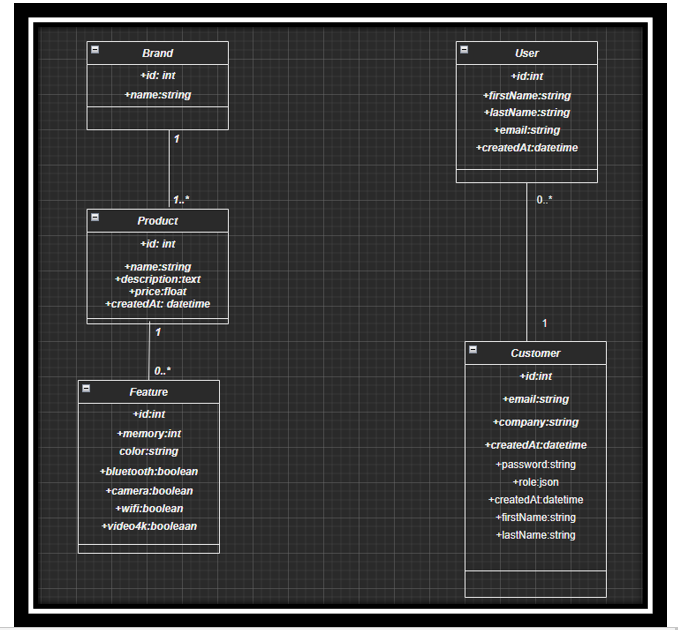 Brand
+id: int
+name:string
1
1..*
Product
+id: int
+name:string
+description:text
+price:float
+createdAt: datetime
1
0..*
Feature
+id:int
+memory:int
color:string
+bluetooth:boolean
+camera:boolean
+wifi:boolean
+video4k:booleaan
User
+id:int
+firstName:string
+lastName:string
+email:string
+createdAt:datetime
0..*
1
Customer
+id:int
+email:string
+company:string
+createdAt:datetime
+password:string
+role:json
+createdAt:datetime
+firstName:string
+lastName:string